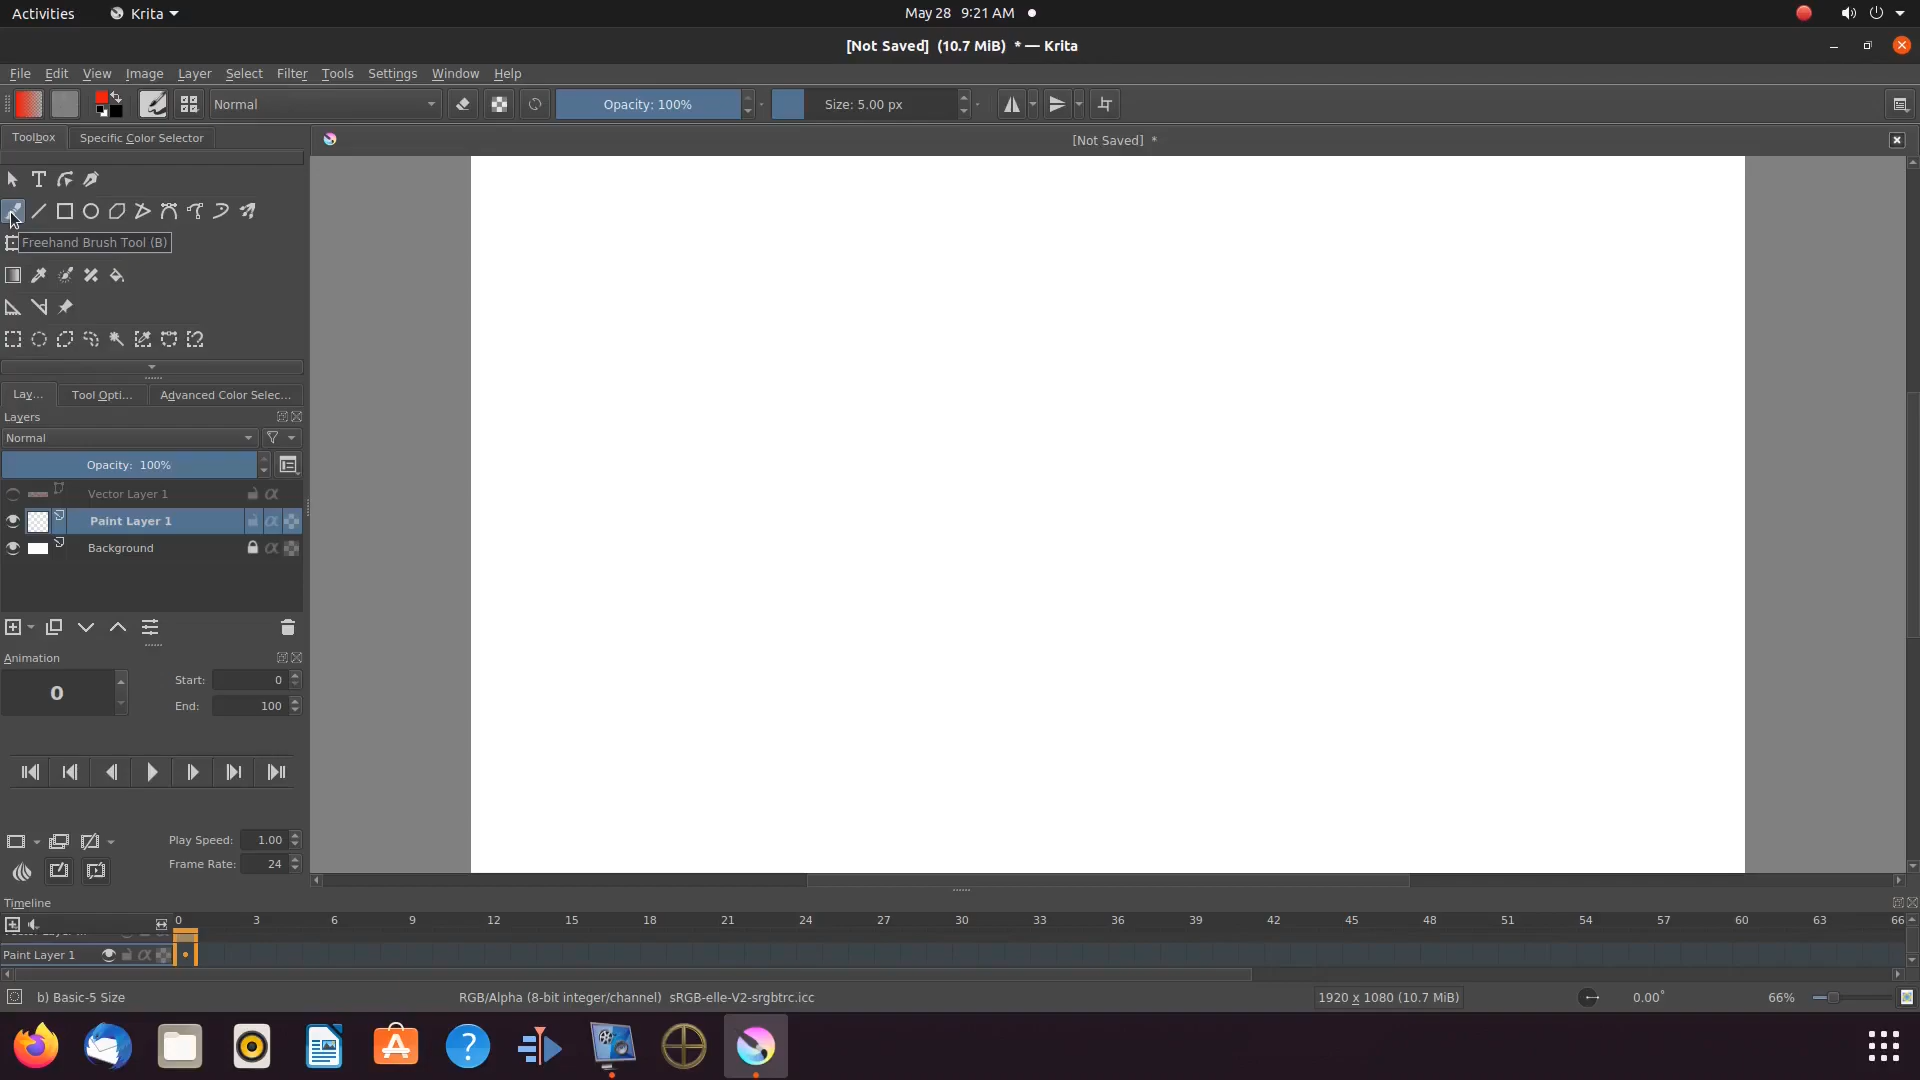 Activities Krita May 28 9:21 AM
[Not Saved] (10.7 MiB) * — Krita
File Edit View Image Layer Select Filter Tools Settings Window Help
Normal Opacity: 100% Size: 5.00 px
Toolbox Specific Color Selector
[Not Saved] *
Freehand Brush Tool (B)
Lay... Tool Opti... Advanced Color Selec...
Layers
Normal
Opacity: 100%
Vector Layer 1
Paint Layer 1
Background
Animation
0 Start: 0
End: 100
Play Speed: 1.00
Frame Rate: 24
Timeline
0 3 6 9 12 15 18 21 24 27 30 33 36 39 42 45 48 51 54 57 60 63 66
Paint Layer 1
b) Basic-5 Size RGB/Alpha (8-bit integer/channel) sRGB-elle-V2-srgbtrc.icc 1920 x 1080 (10.7 MiB) 0.00° 66%